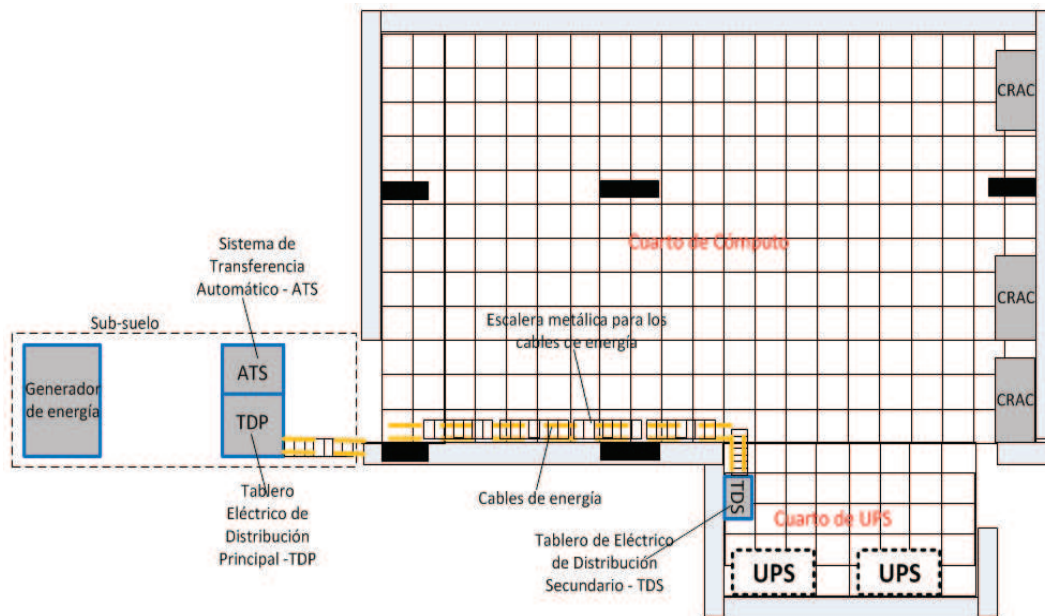 CRAC
Cuarto de Cómputo
Sistema de
Transferencia
Automático - ATS
CRAC
Escalera metálica para los
cables de energía
Sub-suelo
Generador
de energía
ATS
TDP
CRAC
Cables de energía
TDS
Tablero
Eléctrico de
Distribución
Principal -TDP
Cuarto de UPS
Tablero de Eléctrico
de Distribución
Secundario - TDS
UPS
UPS